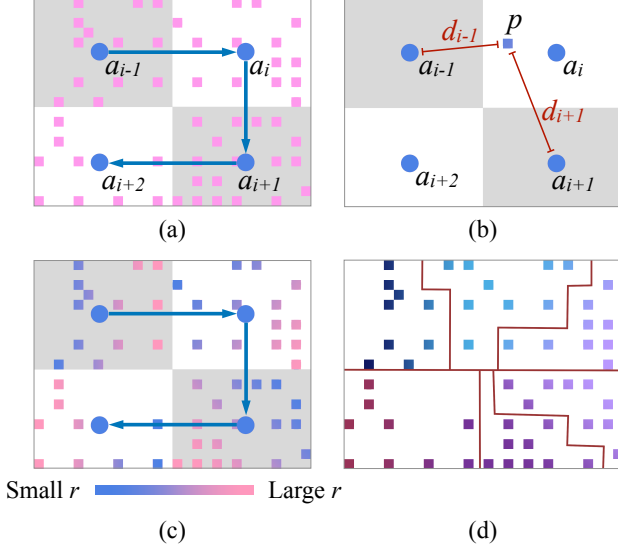 a_{i-1} a_i
a_{i+2} a_{i+1}
(a)
p
d_{i-1}
a_{i-1} a_i
d_{i+1}
a_{i+2} a_{i+1}
(b)
Small r Large r
(c)
(d)